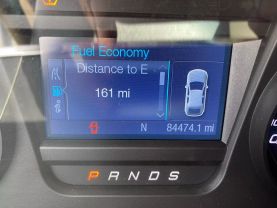 Fuel Economy
Distance to E
161 mi
N
84474.1 mi
P R N D S